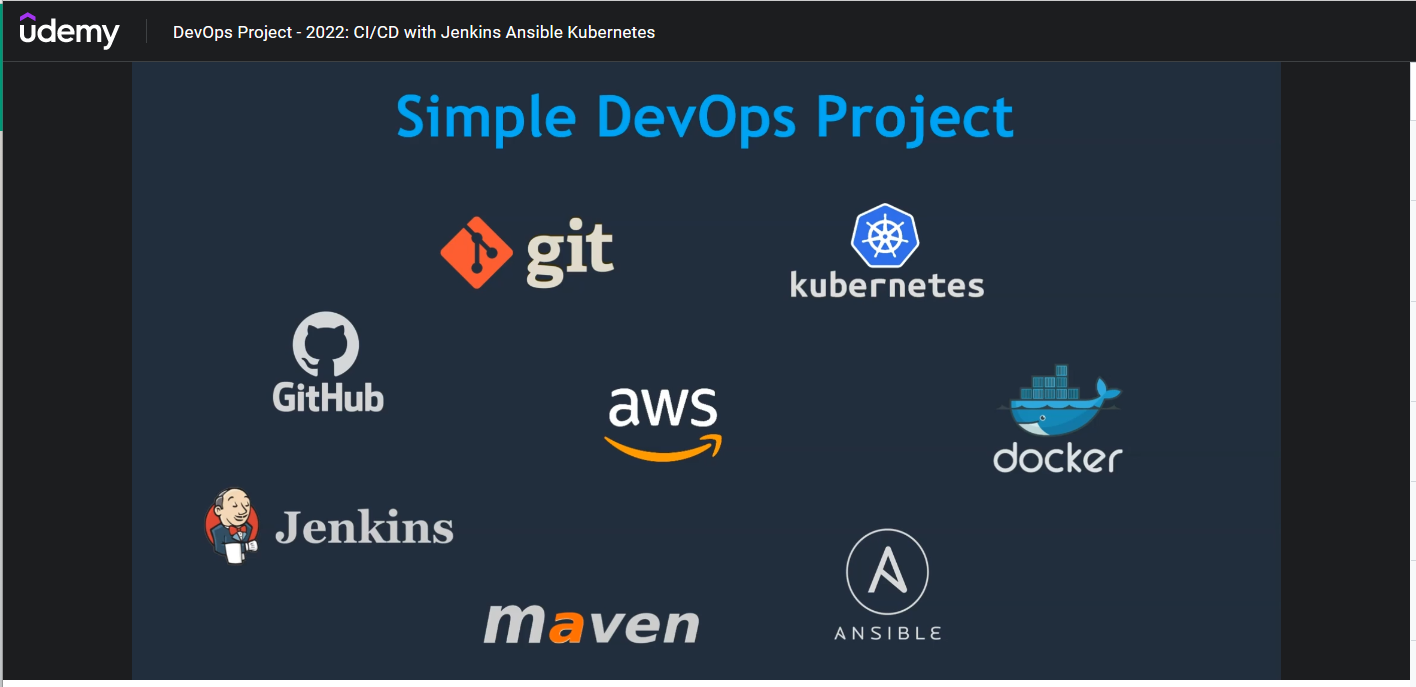 udemy
DevOps Project - 2022: CI/CD with Jenkins Ansible Kubernetes
Simple DevOps Project
git
kubernetes
GitHub
aws
docker
Jenkins
maven
ANSIBLE